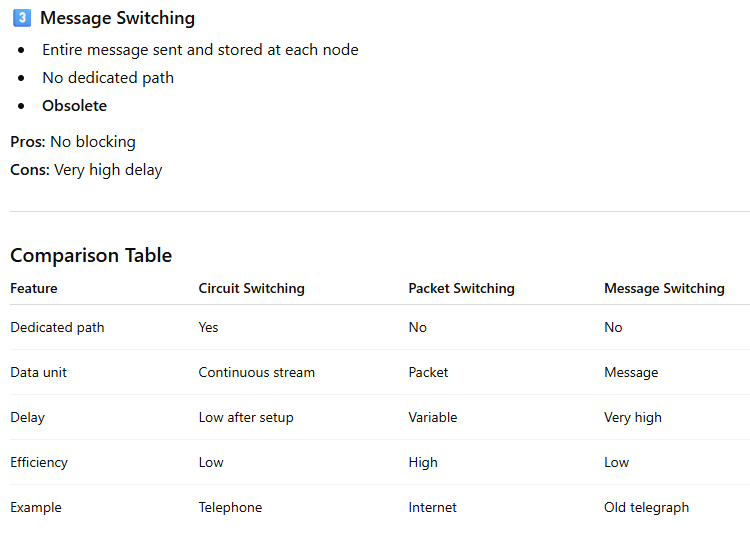 3 Message Switching
• Entire message sent and stored at each node
• No dedicated path
• Obsolete
Pros: No blocking
Cons: Very high delay
Comparison Table
Feature Circuit Switching Packet Switching Message Switching
Dedicated path Yes No No
Data unit Continuous stream Packet Message
Delay Low after setup Variable Very high
Efficiency Low High Low
Example Telephone Internet Old telegraph